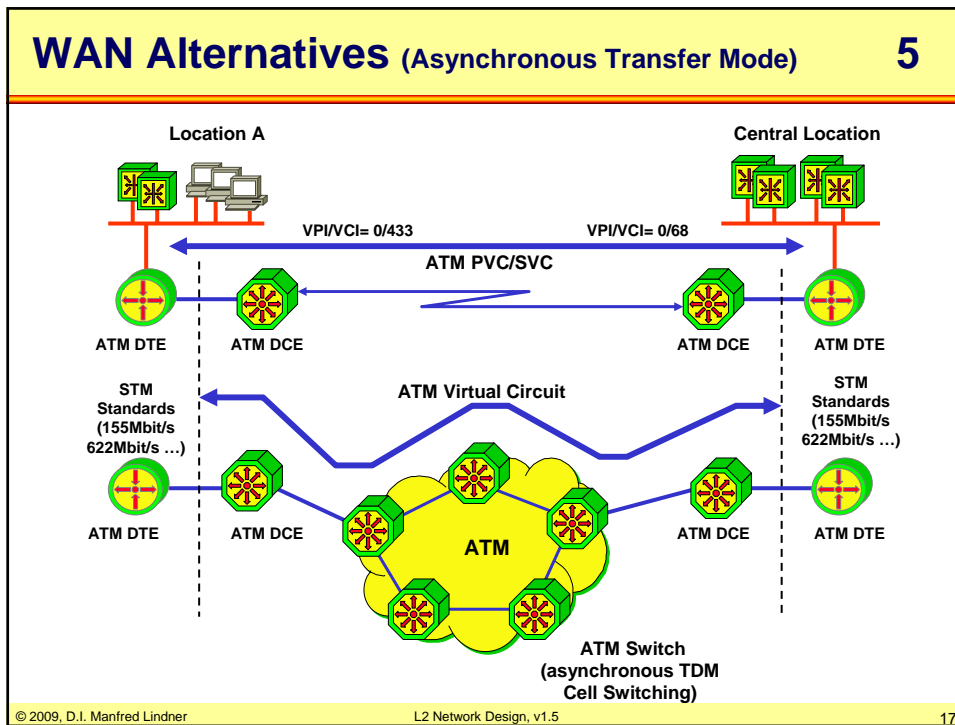 WAN Alternatives (Asynchronous Transfer Mode) 5
Location A
Central Location
VPI/VCI= 0/433
VPI/VCI= 0/68
ATM PVC/SVC
ATM DTE
ATM DCE
ATM DCE
ATM DTE
STM
Standards
(155Mbit/s
622Mbit/s …)
ATM Virtual Circuit
STM
Standards
(155Mbit/s
622Mbit/s …)
ATM DTE
ATM DCE
ATM
ATM DCE
ATM DTE
ATM Switch
(asynchronous TDM
Cell Switching)
© 2009, D.I. Manfred Lindner
L2 Network Design, v1.5
17